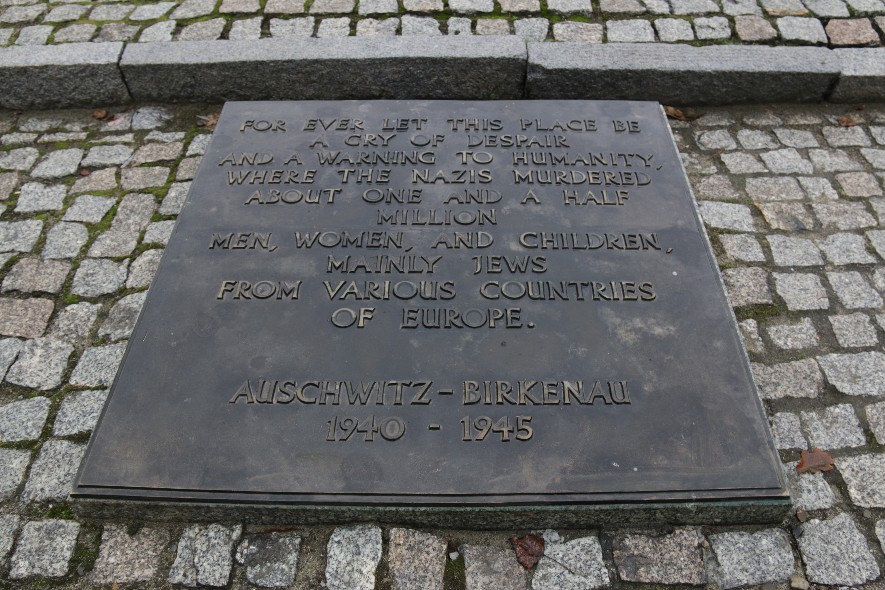 FOR EVER LET THIS PLACE BE
A CRY OF DESPAIR
AND A WARNING TO HUMANITY,
WHERE THE NAZIS MURDERED
ABOUT ONE AND A HALF
MILLION
MEN, WOMEN, AND CHILDREN,
MAINLY JEWS
FROM VARIOUS COUNTRIES
OF EUROPE.
AUSCHWITZ-BIRKENAU
1940 - 1945